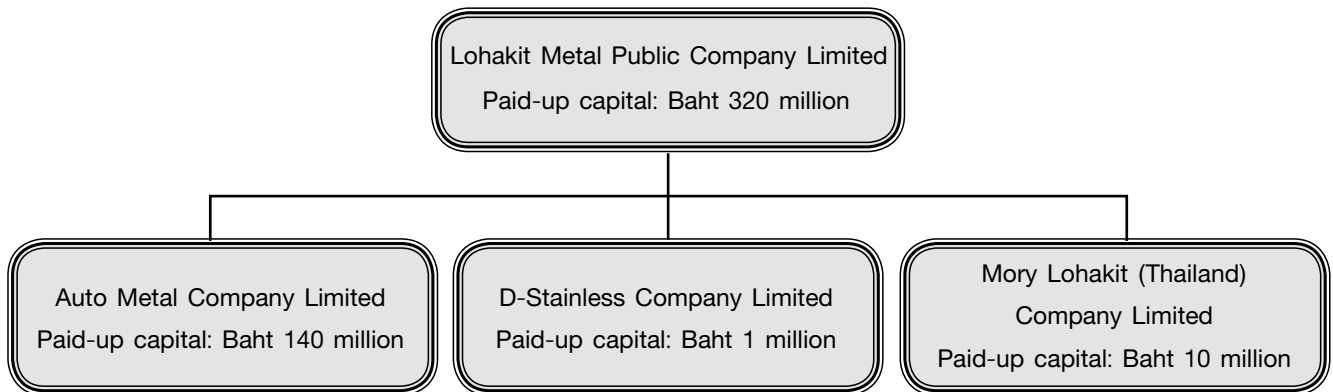 Lohakit Metal Public Company Limited
Paid-up capital: Baht 320 million
Auto Metal Company Limited
Paid-up capital: Baht 140 million
D-Stainless Company Limited
Paid-up capital: Baht 1 million
Mory Lohakit (Thailand)
Company Limited
Paid-up capital: Baht 10 million